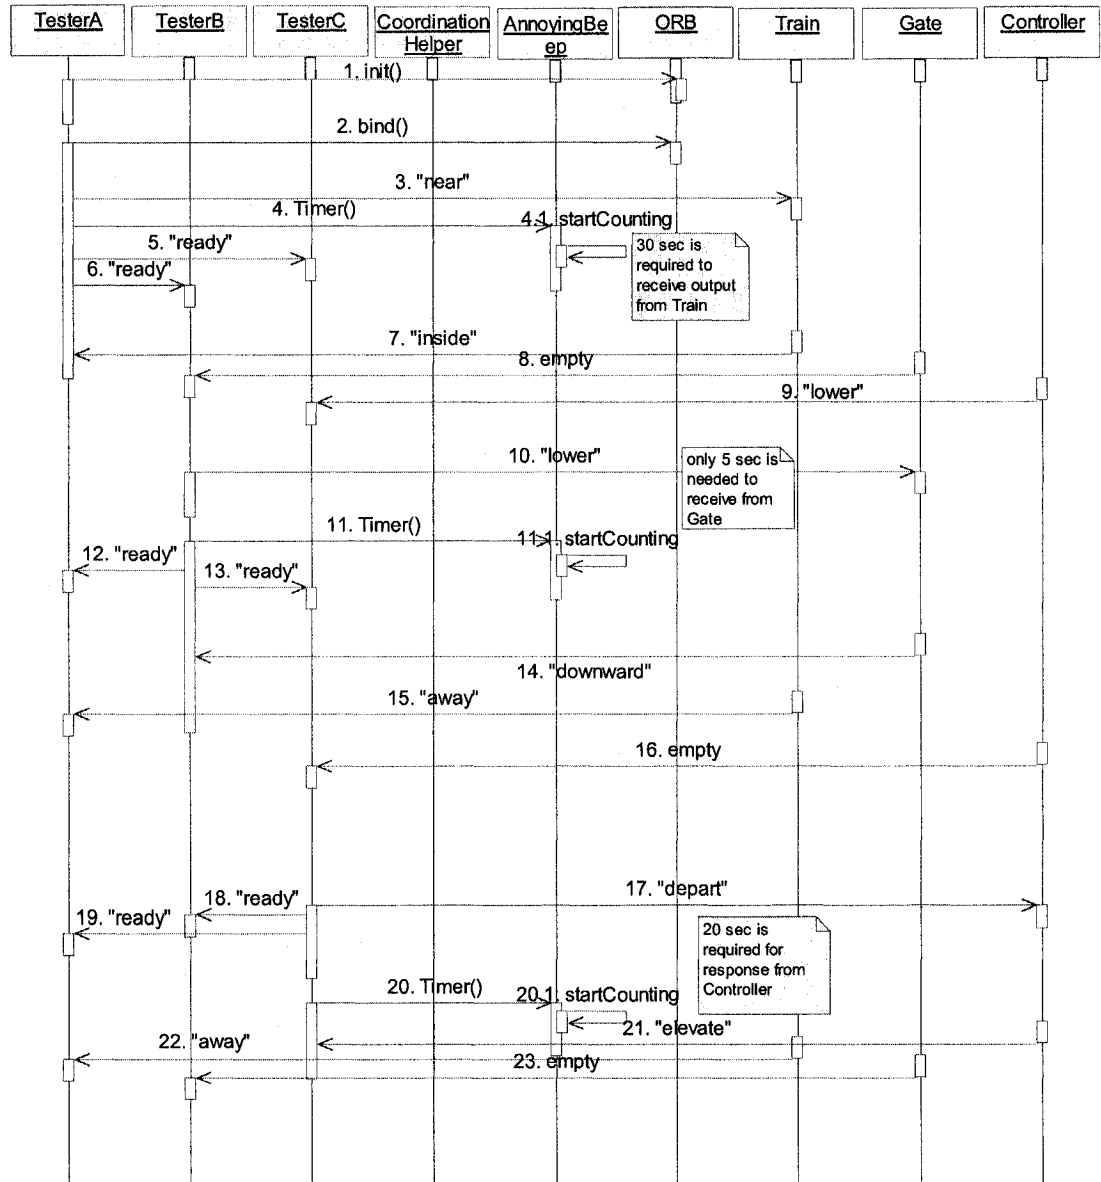 TesterA
TesterB
TesterC
Coordination
Helper
AnnoyingBe
ep
ORB
Train
Gate
Controller
1. init()
2. bind()
3. "near"
4. Timer()
4.1. startCounting
5. "ready"
6. "ready"
30 sec is
required to
receive output
from Train
7. "inside"
8. empty
9. "lower"
10. "lower"
only 5 sec is
needed to
receive from
Gate
11. Timer()
11.1. startCounting
12. "ready"
13. "ready"
14. "downward"
15. "away"
16. empty
17. "depart"
18. "ready"
19. "ready"
20 sec is
required for
response from
Controller
20. Timer()
20.1. startCounting
21. "elevate"
22. "away"
23. empty